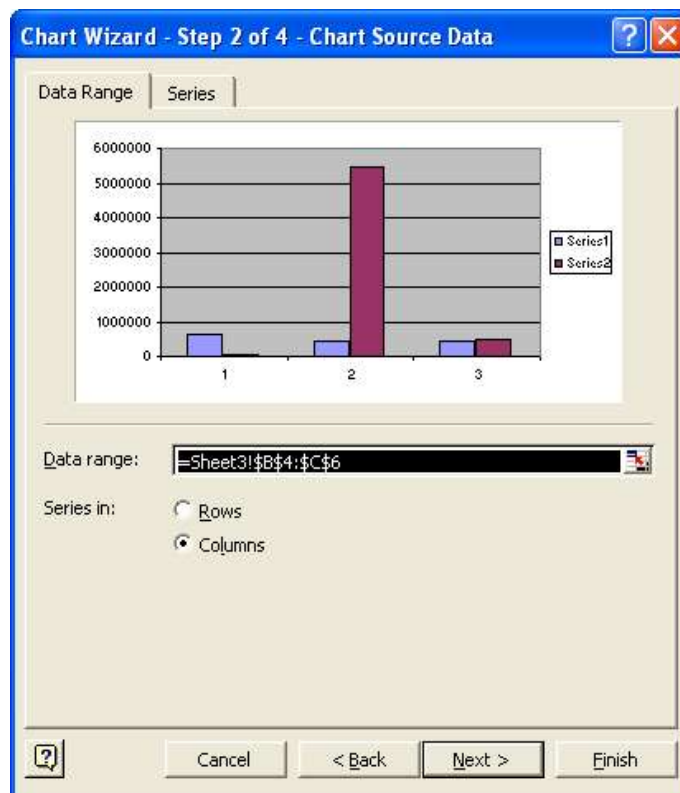 Chart Wizard - Step 2 of 4 - Chart Source Data
Data Range
Series
6000000
5000000
4000000
3000000
2000000
1000000
0
1
2
3
Series1
Series2
Data range:
=Sheet3!$B$4:$C$6
Series in:
Rows
Columns
Cancel
< Back
Next >
Finish